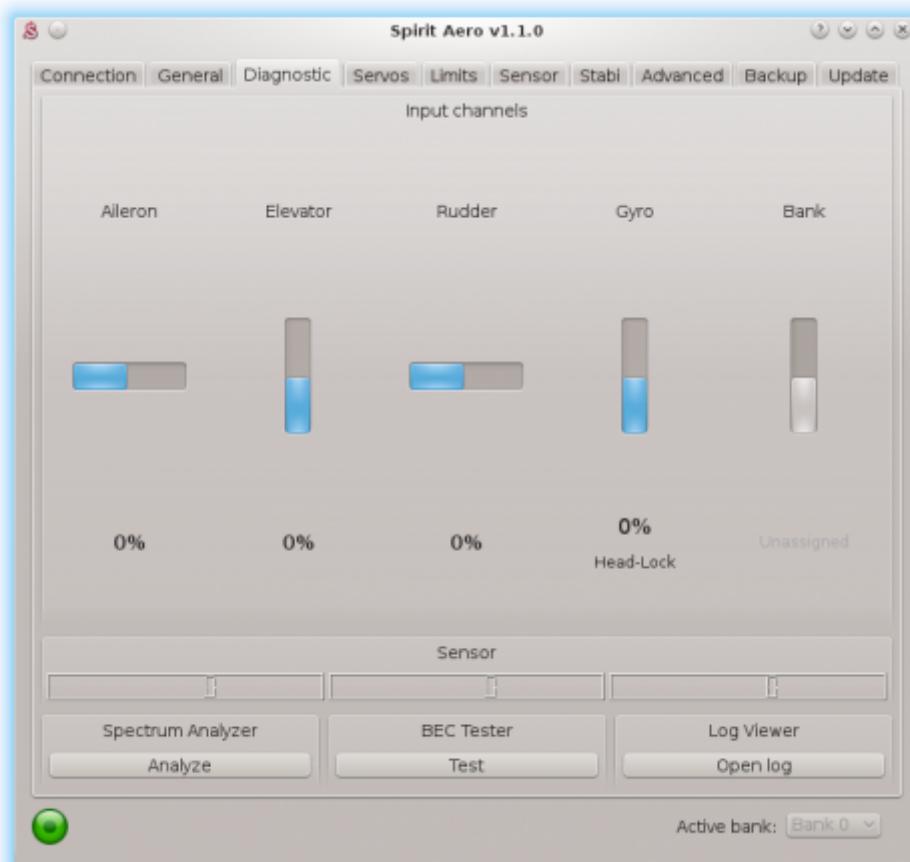 Spirit Aero v1.1.0
Connection General Diagnostic Servos Limits Sensor Stabi Advanced Backup Update
Input channels
Aileron Elevator Rudder Gyro Bank
0% 0% 0% 0% Unassigned
Head-Lock
Sensor
Spectrum Analyzer BEC Tester Log Viewer
Analyze Test Open log
Active bank: Bank 0